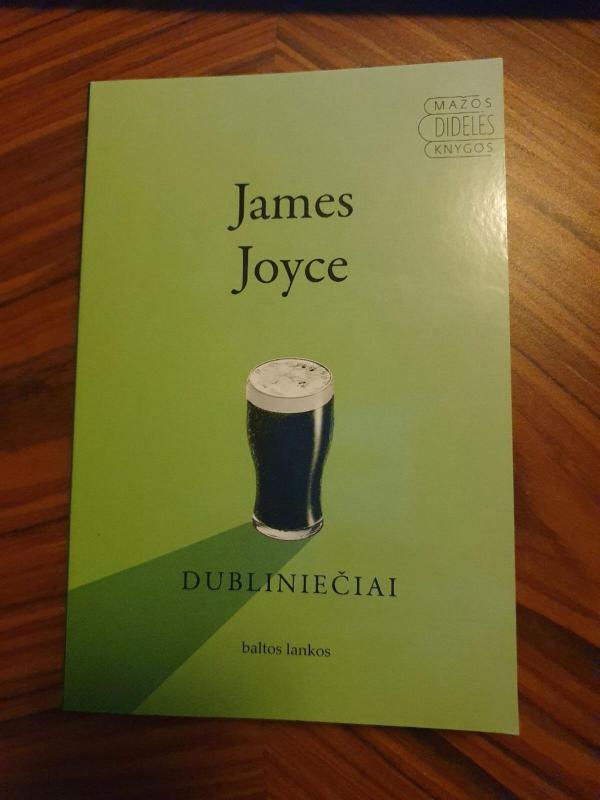 MAŽOS
DIDELĖS
KNYGOS
James
Joyce
DUBLINIEČIAI
baltos lankos